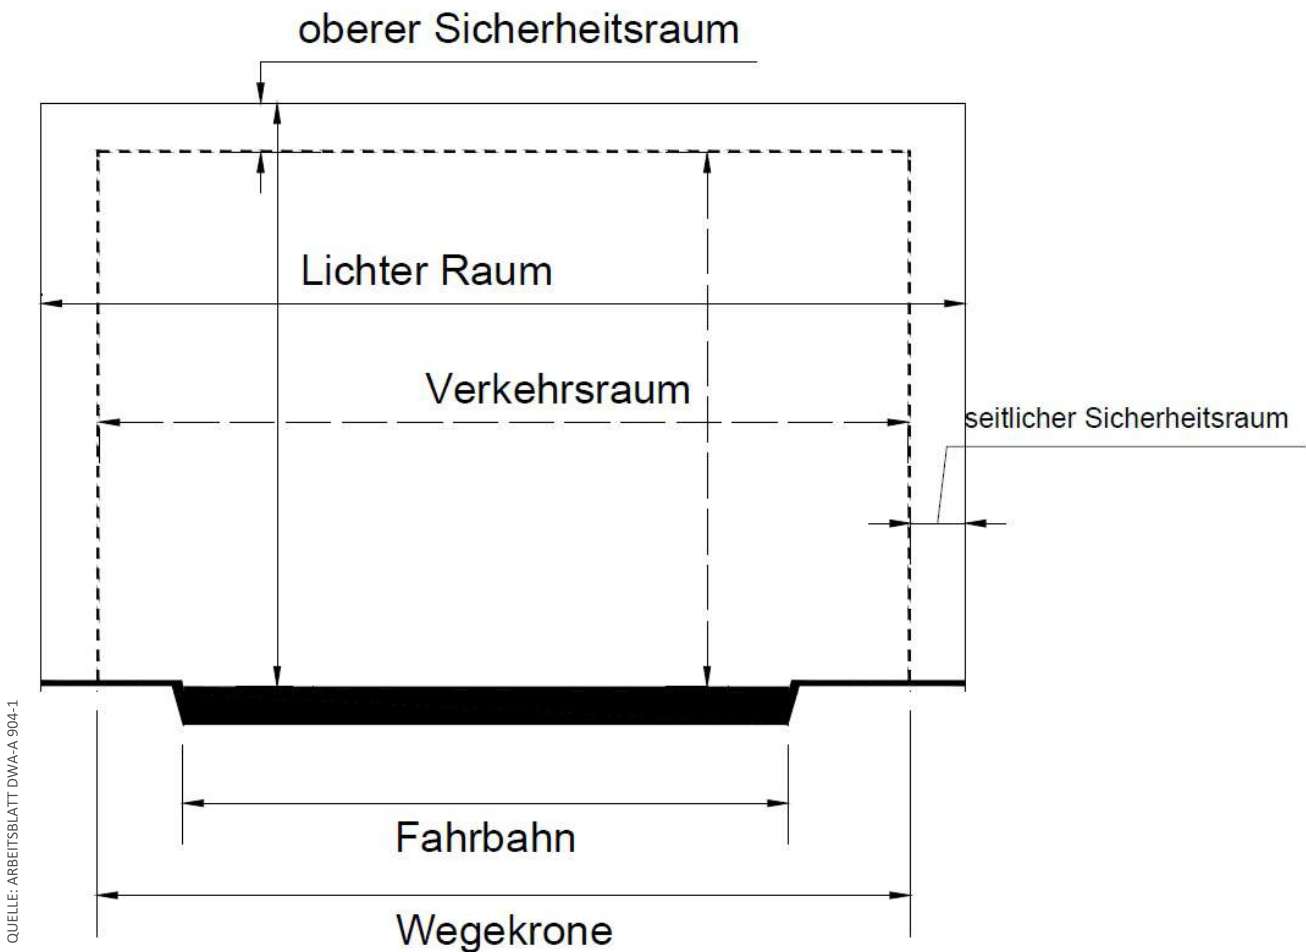 oberer Sicherheitsraum
Lichter Raum
Verkehrsraum
seitlicher Sicherheitsraum
Fahrbahn
Wegekrone
QUELLE: ARBEITSBLATT DWA-A 904-1